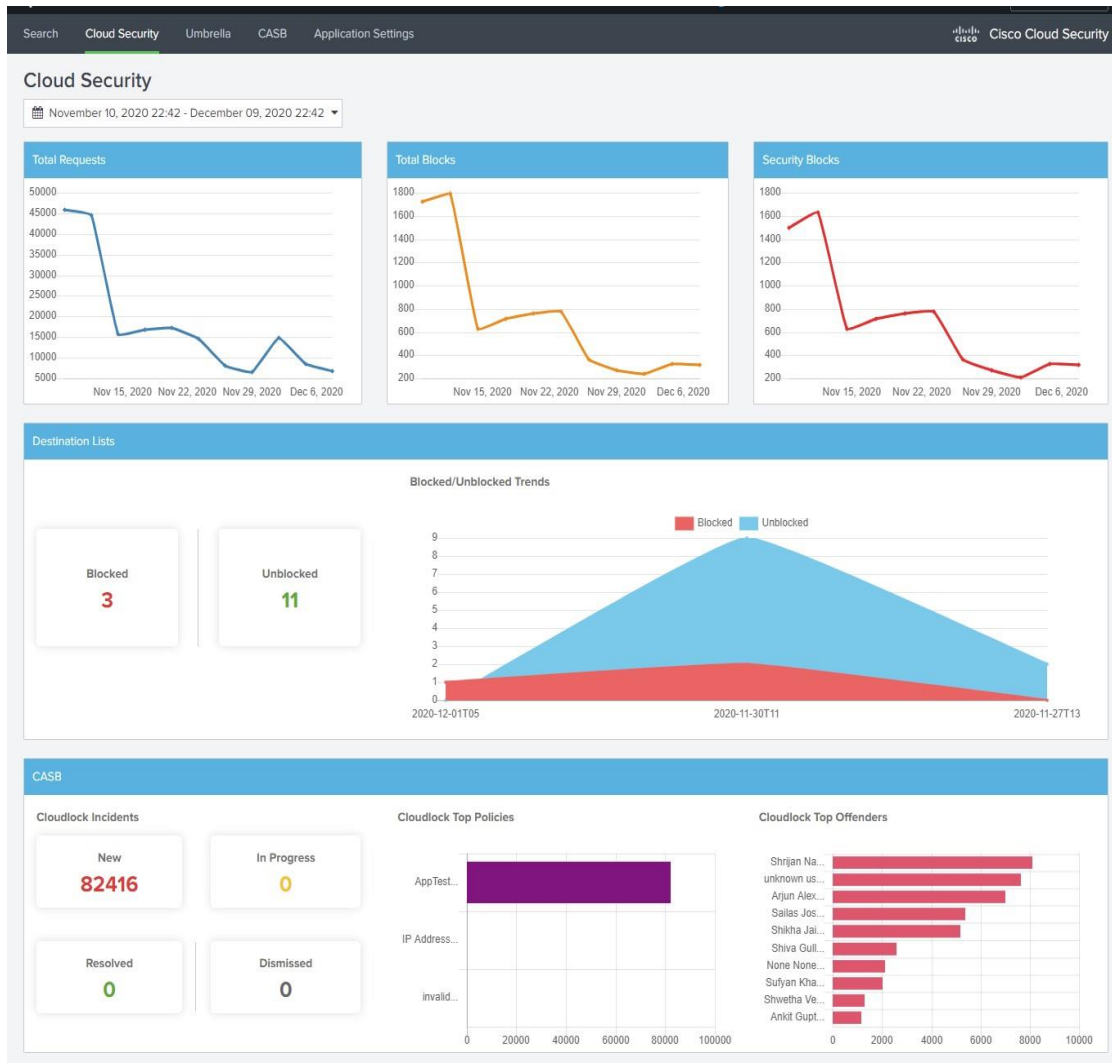 Search Cloud Security Umbrella CASB Application Settings
cisco Cisco Cloud Security
Cloud Security
November 10, 2020 22:42 - December 09, 2020 22:42
Total Requests
50000
45000
40000
35000
30000
25000
20000
15000
10000
5000
Nov 15, 2020 Nov 22, 2020 Nov 29, 2020 Dec 6, 2020
Total Blocks
1800
1600
1400
1200
1000
800
600
400
200
Nov 15, 2020 Nov 22, 2020 Nov 29, 2020 Dec 6, 2020
Security Blocks
1800
1600
1400
1200
1000
800
600
400
200
Nov 15, 2020 Nov 22, 2020 Nov 29, 2020 Dec 6, 2020
Destination Lists
Blocked
3
Unblocked
11
Blocked/Unblocked Trends
Blocked Unblocked
9
8
7
6
5
4
3
2
1
0
2020-12-01T05 2020-11-30T11 2020-11-27T13
CASB
Cloudlock Incidents
New
82416
In Progress
0
Resolved
0
Dismissed
0
Cloudlock Top Policies
AppTest...
IP Address...
invalid...
0 20000 40000 60000 80000 100000
Cloudlock Top Offenders
Shrijan Na...
unknown us...
Arjun Alex...
Sailas Jos...
Shikha Jai...
Shiva Gull...
None None...
Sufyan Kha...
Shwetha Ve...
Ankit Gupt...
0 2000 4000 6000 8000 10000